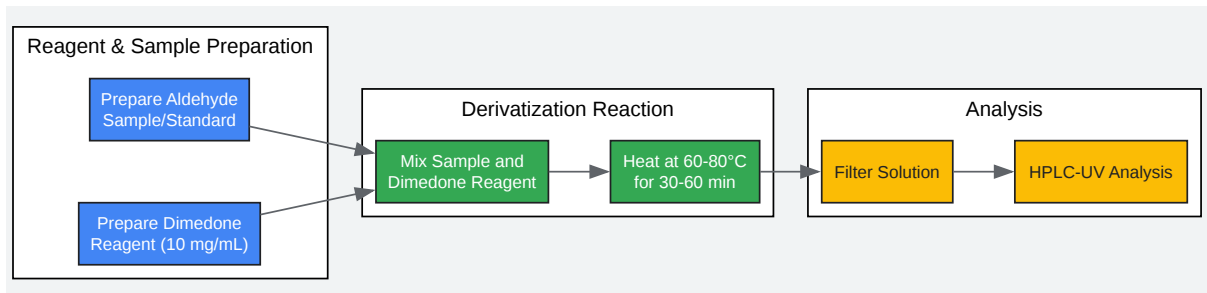 Reagent & Sample Preparation
Prepare Aldehyde
Sample/Standard
Prepare Dimedone
Reagent (10 mg/mL)
Derivatization Reaction
Mix Sample and
Dimedone Reagent
Heat at 60-80°C
for 30-60 min
Analysis
Filter Solution
HPLC-UV Analysis